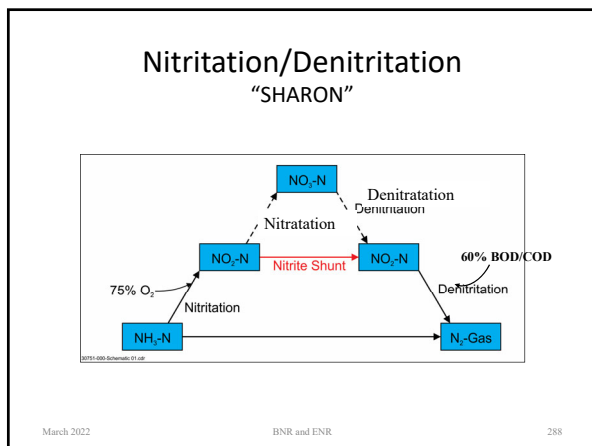 Nitritation/Denitritation
“SHARON”
NO3-N
Denitratation
Denitritation
Nitratation
NO2-N
Nitrite Shunt
NO2-N
60% BOD/COD
75% O2
Nitritation
Denitritation
NH3-N
N2-Gas
30751-000-Schematic 01.cdr
March 2022
BNR and ENR
288